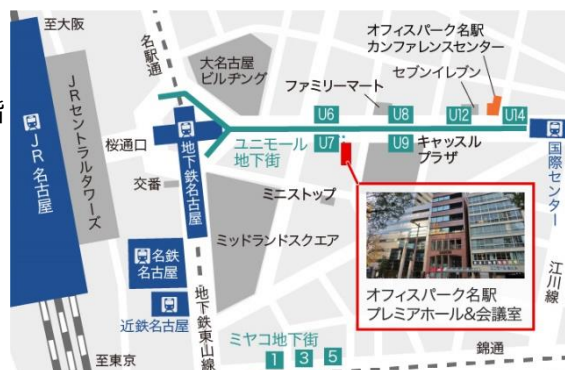 至大阪
名駅通
大名古屋
ビルヂング
オフィスパーク名駅
カンファレンスセンター
ファミリーマート
セブンイレブン
JRセントラルタワーズ
JR名古屋
桜通口
地下鉄名古屋
ユニモール
地下街
U6
U8
U12
U14
U7
U9
キャッスル
プラザ
国際センター
交番
ミニストップ
ミッドランドスクエア
名鉄
名古屋
近鉄名古屋
地下鉄東山線
江川線
オフィスパーク名駅
プレミアホール&会議室
ミヤコ地下街
1
3
5
錦通
至東京